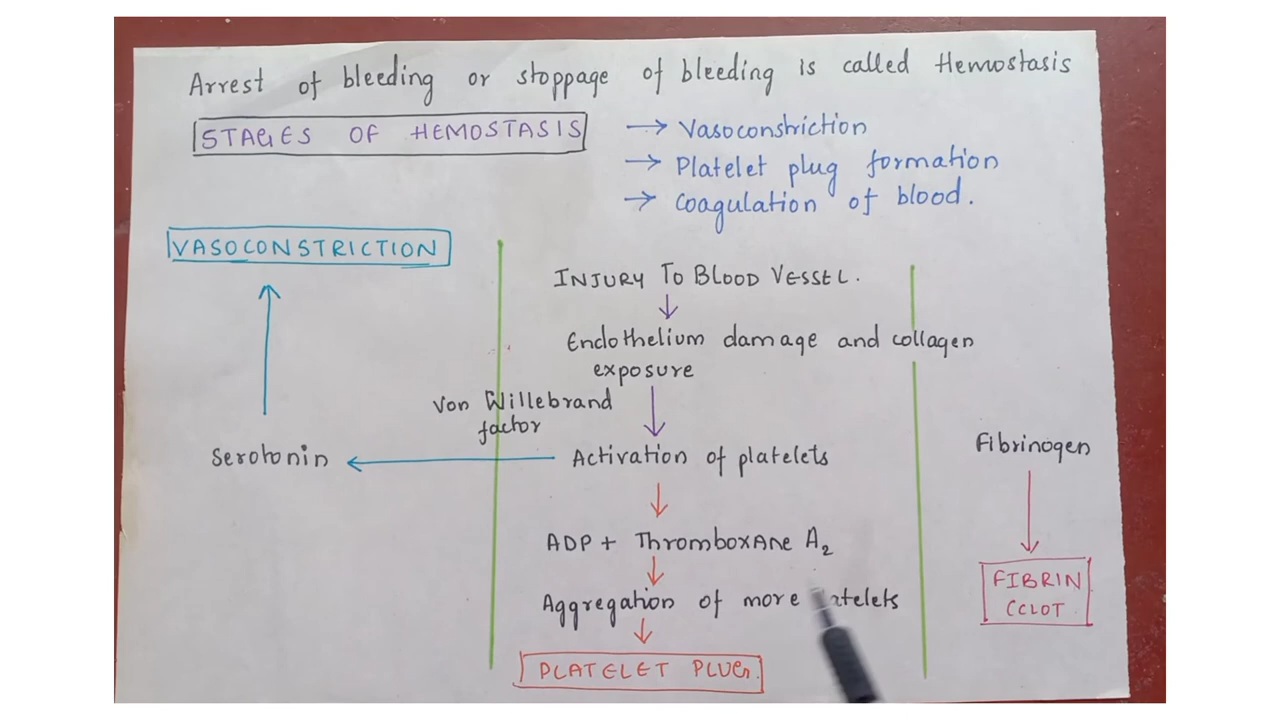 Arrest of bleeding or stoppage of bleeding is called Hemostasis
STAGES OF HEMOSTASIS
→ Vasoconstriction
→ Platelet plug formation
→ Coagulation of blood.
VASOCONSTRICTION
INJURY TO BLOOD VESSEL.
Endothelium damage and collagen
exposure
Von Willebrand
factor
Serotonin
Activation of platelets
Fibrinogen
ADP + Thromboxane A₂
FIBRIN
CCLOT
Aggregation of more
PLATELET PLUG